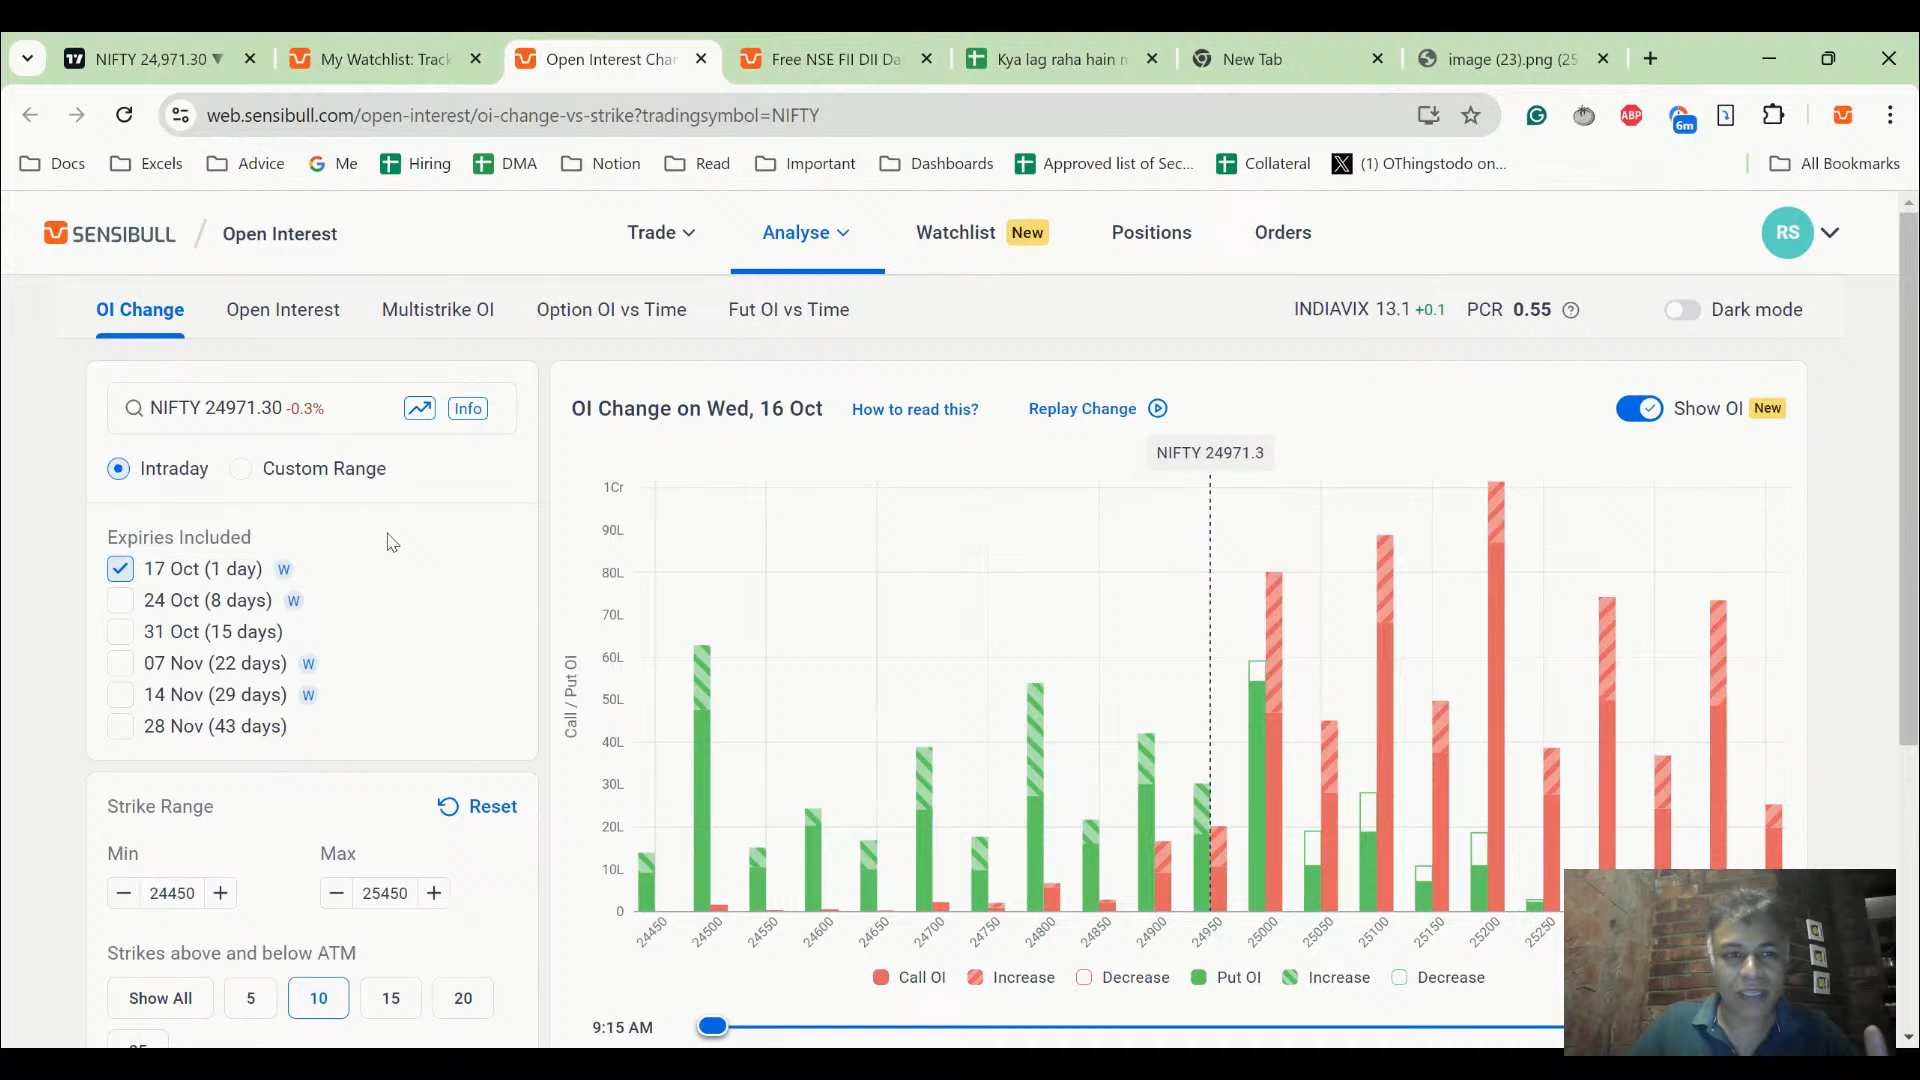 NIFTY 24,971.30 ▼
My Watchlist: Track
Open Interest Char
Free NSE FII DII Da
Kya lag raha hain n
New Tab
image (23).png (25
web.sensibull.com/open-interest/oi-change-vs-strike?tradingsymbol=NIFTY
ABP
6m
Docs
Excels
Advice
Me
Hiring
DMA
Notion
Read
Important
Dashboards
Approved list of Sec...
Collateral
(1) OThingstodo on...
All Bookmarks
SENSIBULL / Open Interest
Trade
Analyse
Watchlist New
Positions
Orders
RS
OI Change
Open Interest
Multistrike OI
Option OI vs Time
Fut OI vs Time
INDIAVIX 13.1 +0.1
PCR 0.55
Dark mode
NIFTY 24971.30 -0.3%
Info
Intraday
Custom Range
Expiries Included
17 Oct (1 day) W
24 Oct (8 days) W
31 Oct (15 days)
07 Nov (22 days) W
14 Nov (29 days) W
28 Nov (43 days)
Strike Range
Reset
Min
Max
24450
25450
Strikes above and below ATM
Show All
5
10
15
20
OI Change on Wed, 16 Oct
How to read this?
Replay Change
Show OI New
NIFTY 24971.3
Call / Put OI
1Cr
90L
80L
70L
60L
50L
40L
30L
20L
10L
0
24450
24500
24550
24600
24650
24700
24750
24800
24850
24900
24950
25000
25050
25100
25150
25200
25250
Call OI
Increase
Decrease
Put OI
Increase
Decrease
9:15 AM